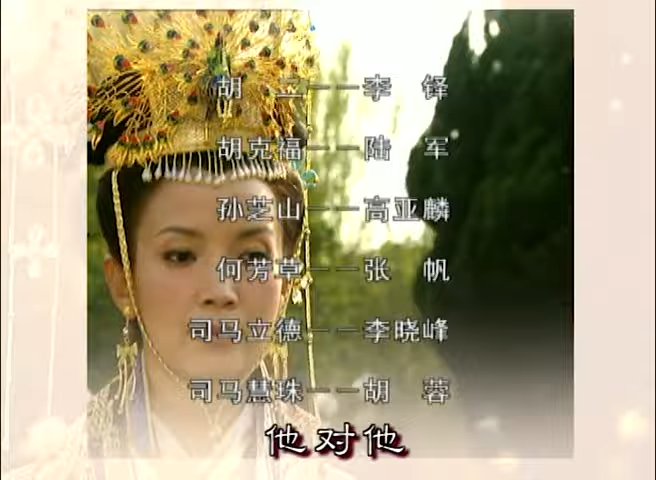 胡 二——李 铎
胡克福——陆 军
孙芝山——高亚麟
何芳草——张 帆
司马立德——李晓峰
司马慧珠——胡 蓉
他对他